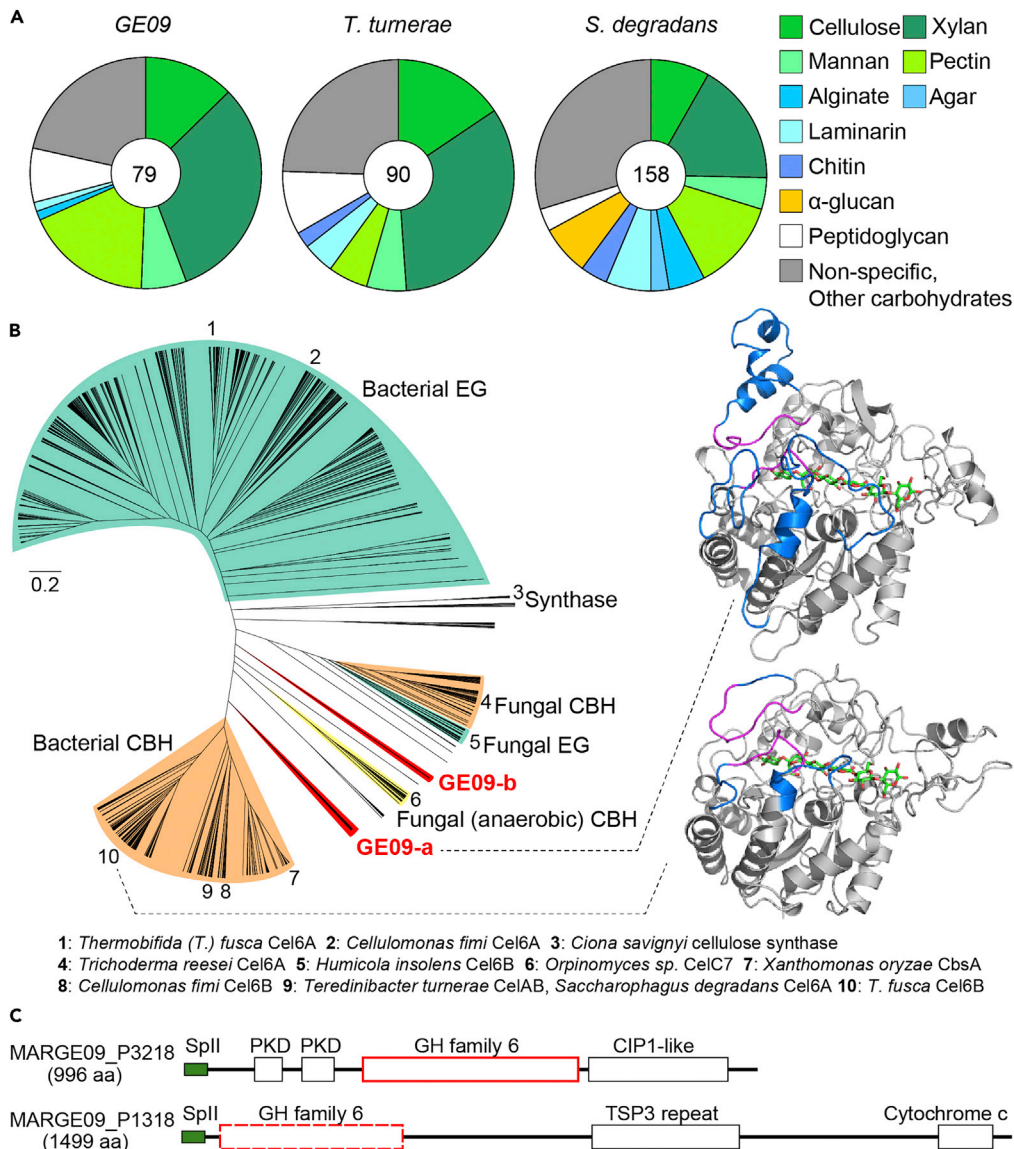 A
GE09
T. turnerae
S. degradans
79
90
158
Cellulose
Xylan
Mannan
Pectin
Alginate
Agar
Laminarin
Chitin
α-glucan
Peptidoglycan
Non-specific,
Other carbohydrates
B
1
2
Bacterial EG
0.2
3 Synthase
4 Fungal CBH
5 Fungal EG
GE09-b
6
Fungal (anaerobic) CBH
GE09-a
Bacterial CBH
10
9
8
7
1: Thermobifida (T.) fusca Cel6A 2: Cellulomonas fimi Cel6A 3: Ciona savignyi cellulose synthase
4: Trichoderma reesei Cel6A 5: Humicola insolens Cel6B 6: Orpinomyces sp. CelC7 7: Xanthomonas oryzae CbsA
8: Cellulomonas fimi Cel6B 9: Teredinibacter turnerae CelAB, Saccharophagus degradans Cel6A 10: T. fusca Cel6B
C
MARGE09_P3218
(996 aa)
SpII
PKD
PKD
GH family 6
CIP1-like
MARGE09_P1318
(1499 aa)
SpII
GH family 6
TSP3 repeat
Cytochrome c